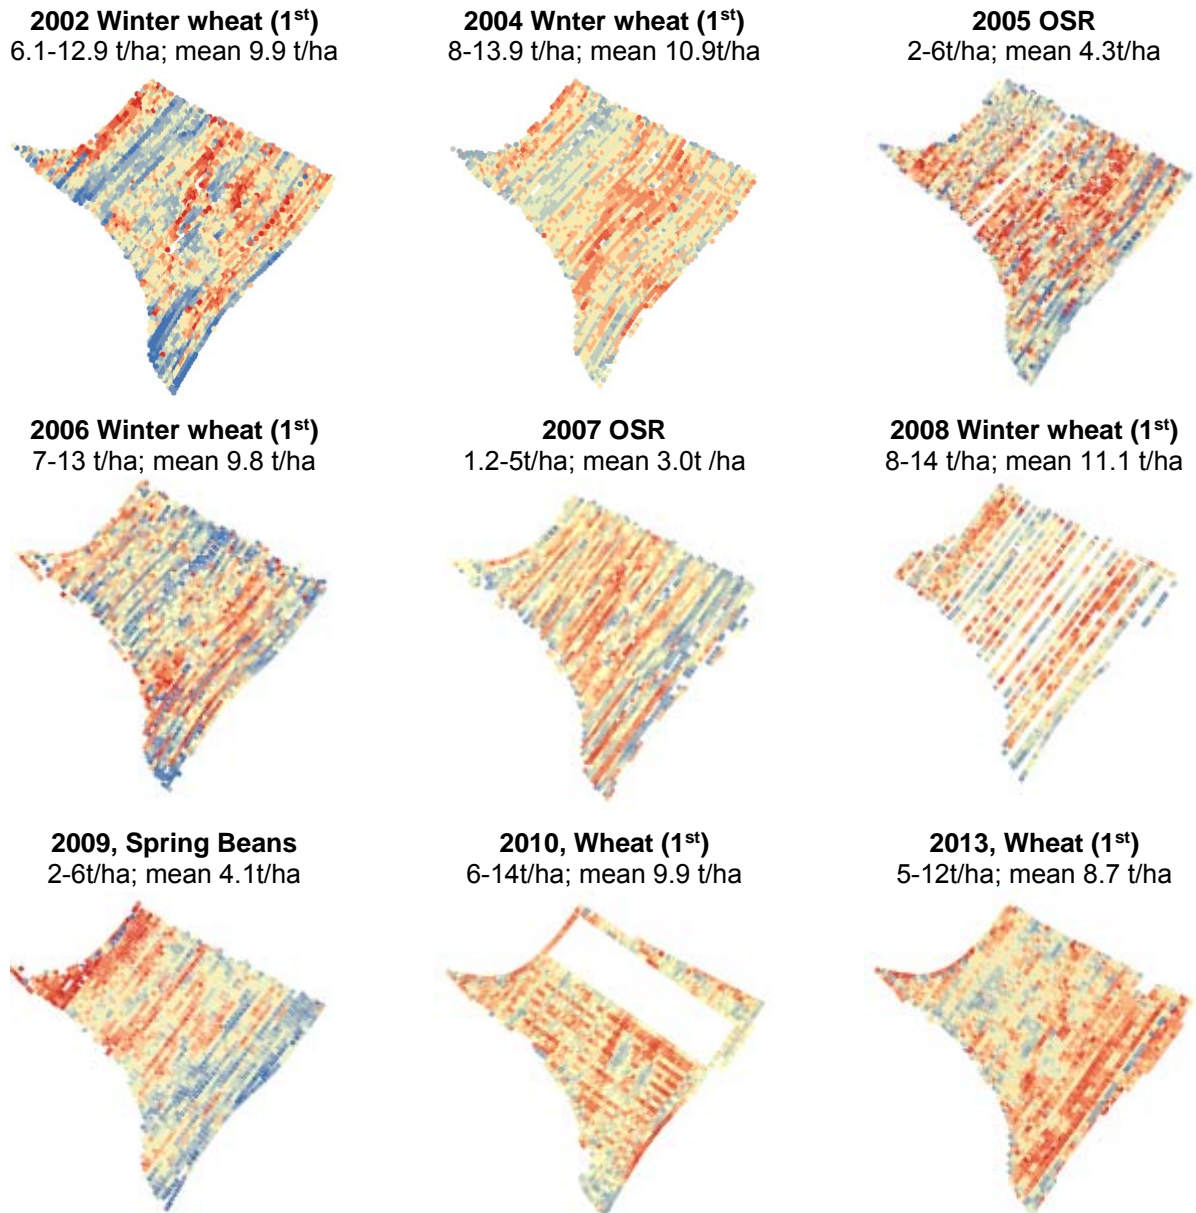 2002 Winter wheat (1st)
6.1-12.9 t/ha; mean 9.9 t/ha
2004 Wnter wheat (1st)
8-13.9 t/ha; mean 10.9t/ha
2005 OSR
2-6t/ha; mean 4.3t/ha
2006 Winter wheat (1st)
7-13 t/ha; mean 9.8 t/ha
2007 OSR
1.2-5t/ha; mean 3.0t /ha
2008 Winter wheat (1st)
8-14 t/ha; mean 11.1 t/ha
2009, Spring Beans
2-6t/ha; mean 4.1t/ha
2010, Wheat (1st)
6-14t/ha; mean 9.9 t/ha
2013, Wheat (1st)
5-12t/ha; mean 8.7 t/ha